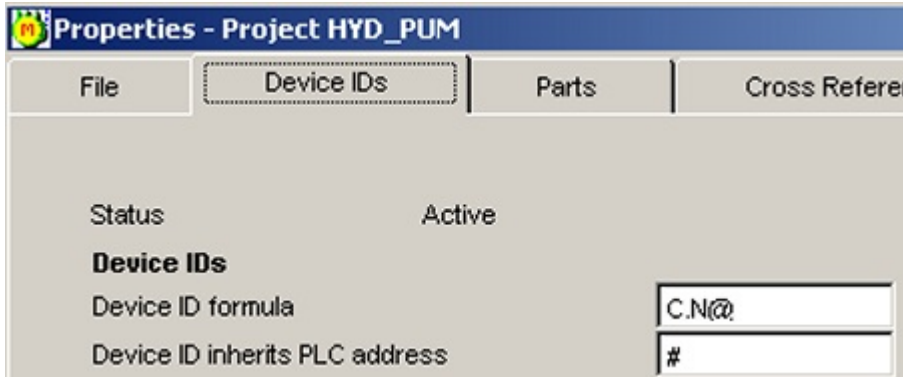 Properties - Project HYD_PUM
File Device IDs Parts Cross Refere
Status Active
Device IDs
Device ID formula C.N@
Device ID inherits PLC address #